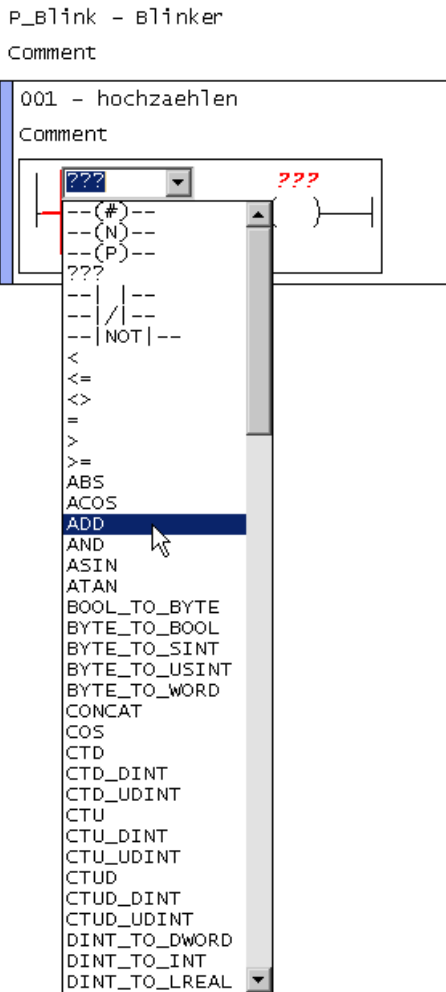 P_Blink - Blinker
Comment
001 - hochzaehlen
Comment
??? ???
--(#)--
--(N)--
--(P)--
???
--| |--
--|/|--
--|NOT|--
<
<=
<>
=
>
>=
ABS
ACOS
ADD
AND
ASIN
ATAN
BOOL_TO_BYTE
BYTE_TO_BOOL
BYTE_TO_SINT
BYTE_TO_USINT
BYTE_TO_WORD
CONCAT
COS
CTD
CTD_DINT
CTD_UDINT
CTU
CTU_DINT
CTU_UDINT
CTUD
CTUD_DINT
CTUD_UDINT
DINT_TO_DWORD
DINT_TO_INT
DINT_TO_LREAL